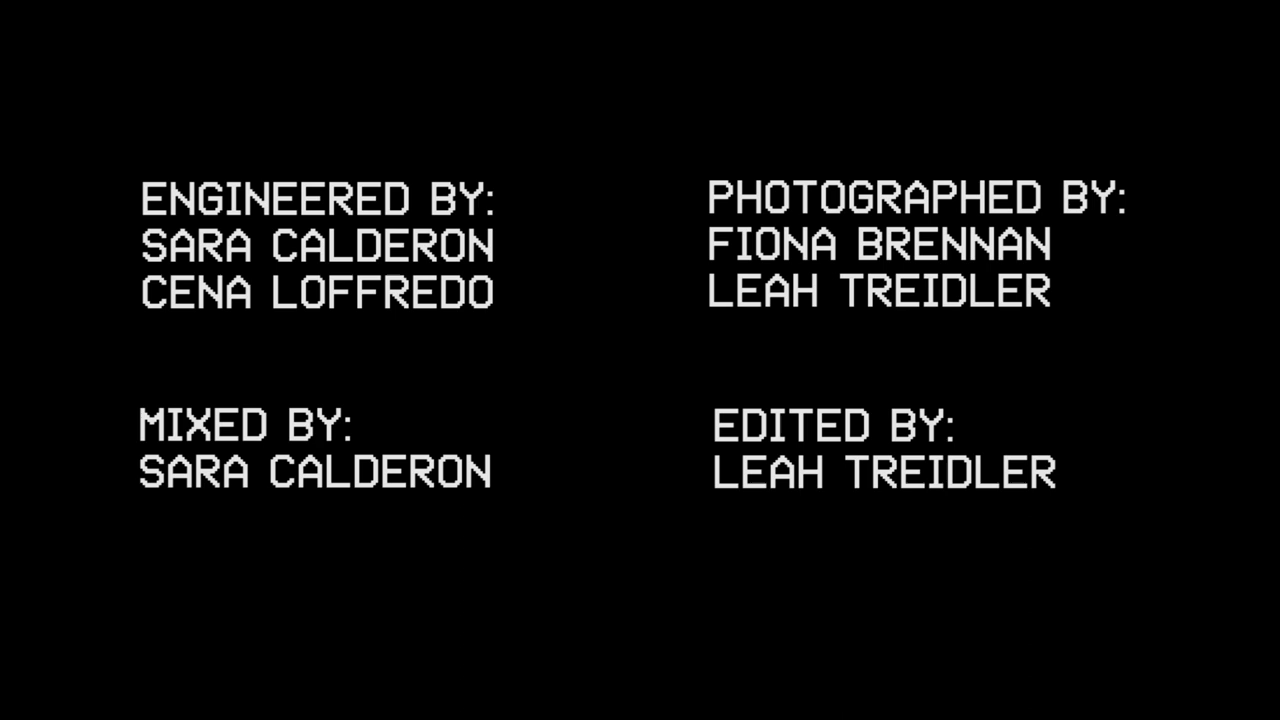 ENGINEERED BY:
SARA CALDERON
CENA LOFFREDO
PHOTOGRAPHED BY:
FIONA BRENNAN
LEAH TREIDLER
MIXED BY:
SARA CALDERON
EDITED BY:
LEAH TREIDLER